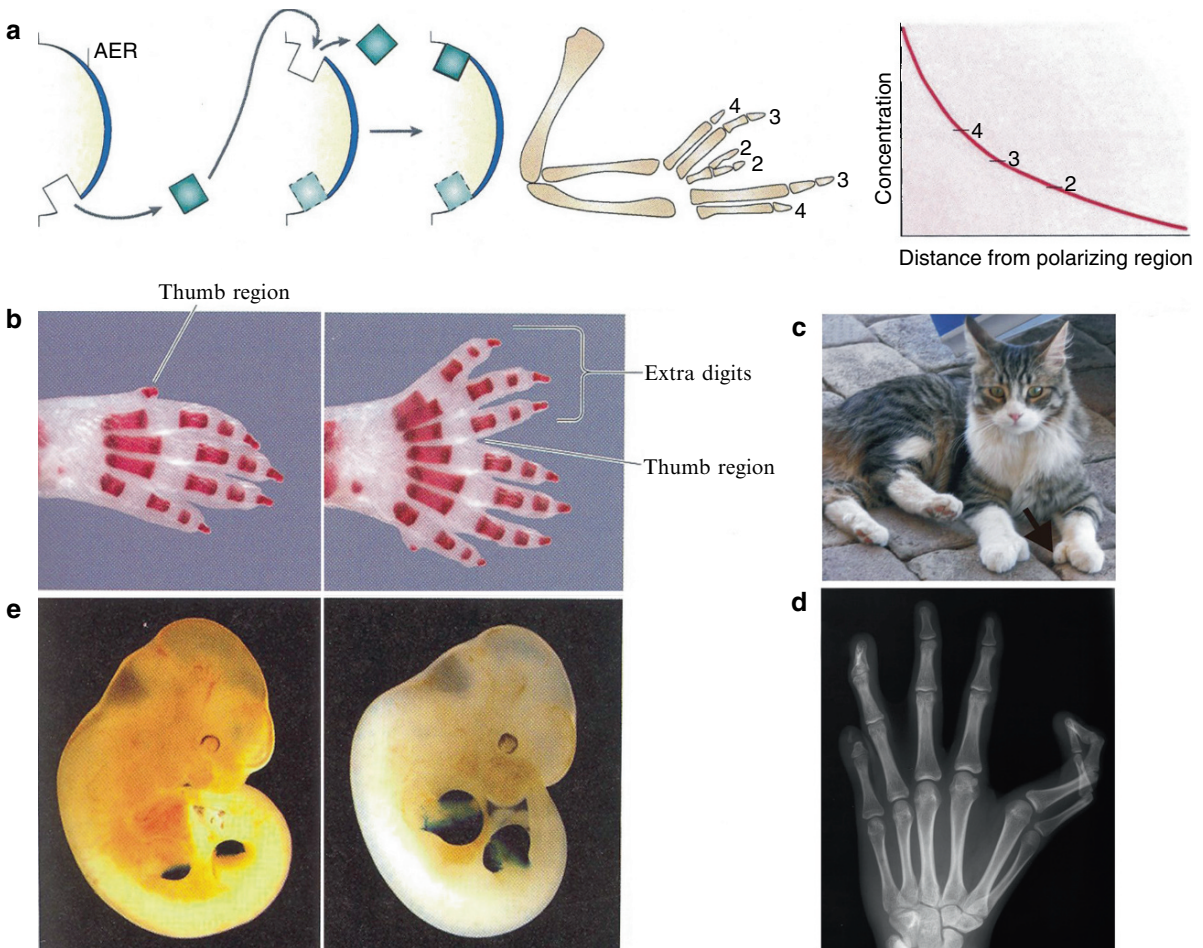 a
AER
4
3
2
2
3
4
Concentration
4
3
2
Distance from polarizing region
b
Thumb region
Extra digits
Thumb region
c
e
d